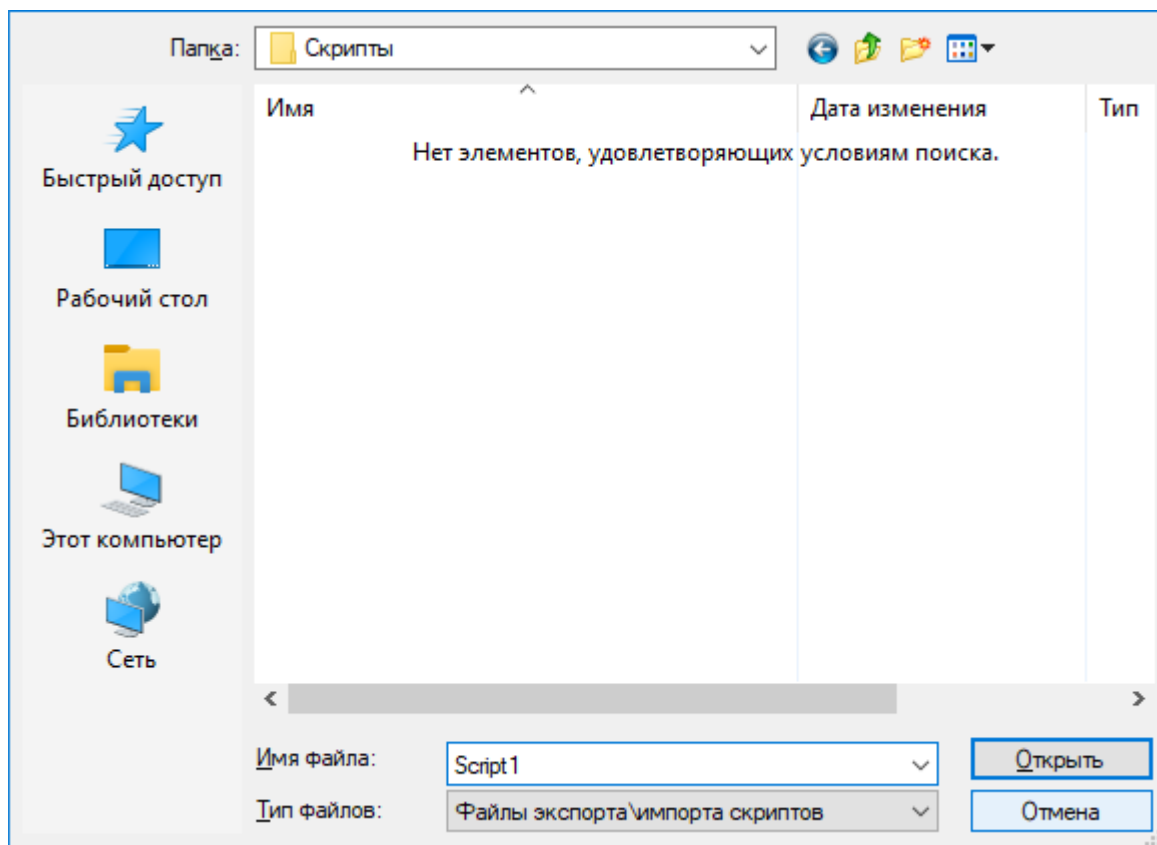 Папка: Скрипты
Имя Дата изменения Тип
Нет элементов, удовлетворяющих условиям поиска.
Быстрый доступ
Рабочий стол
Библиотеки
Этот компьютер
Сеть
Имя файла: Script1 Открыть
Тип файлов: Файлы экспорта\импорта скриптов Отмена